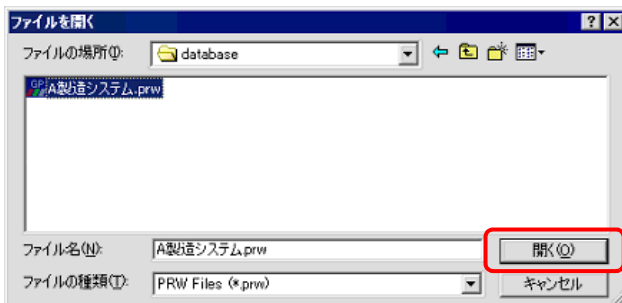 ファイルを開く
ファイルの場所(I):
database
A製造システム.prw
ファイル名(N):
A製造システム.prw
開く(O)
ファイルの種類(T):
PRW Files (*.prw)
キャンセル